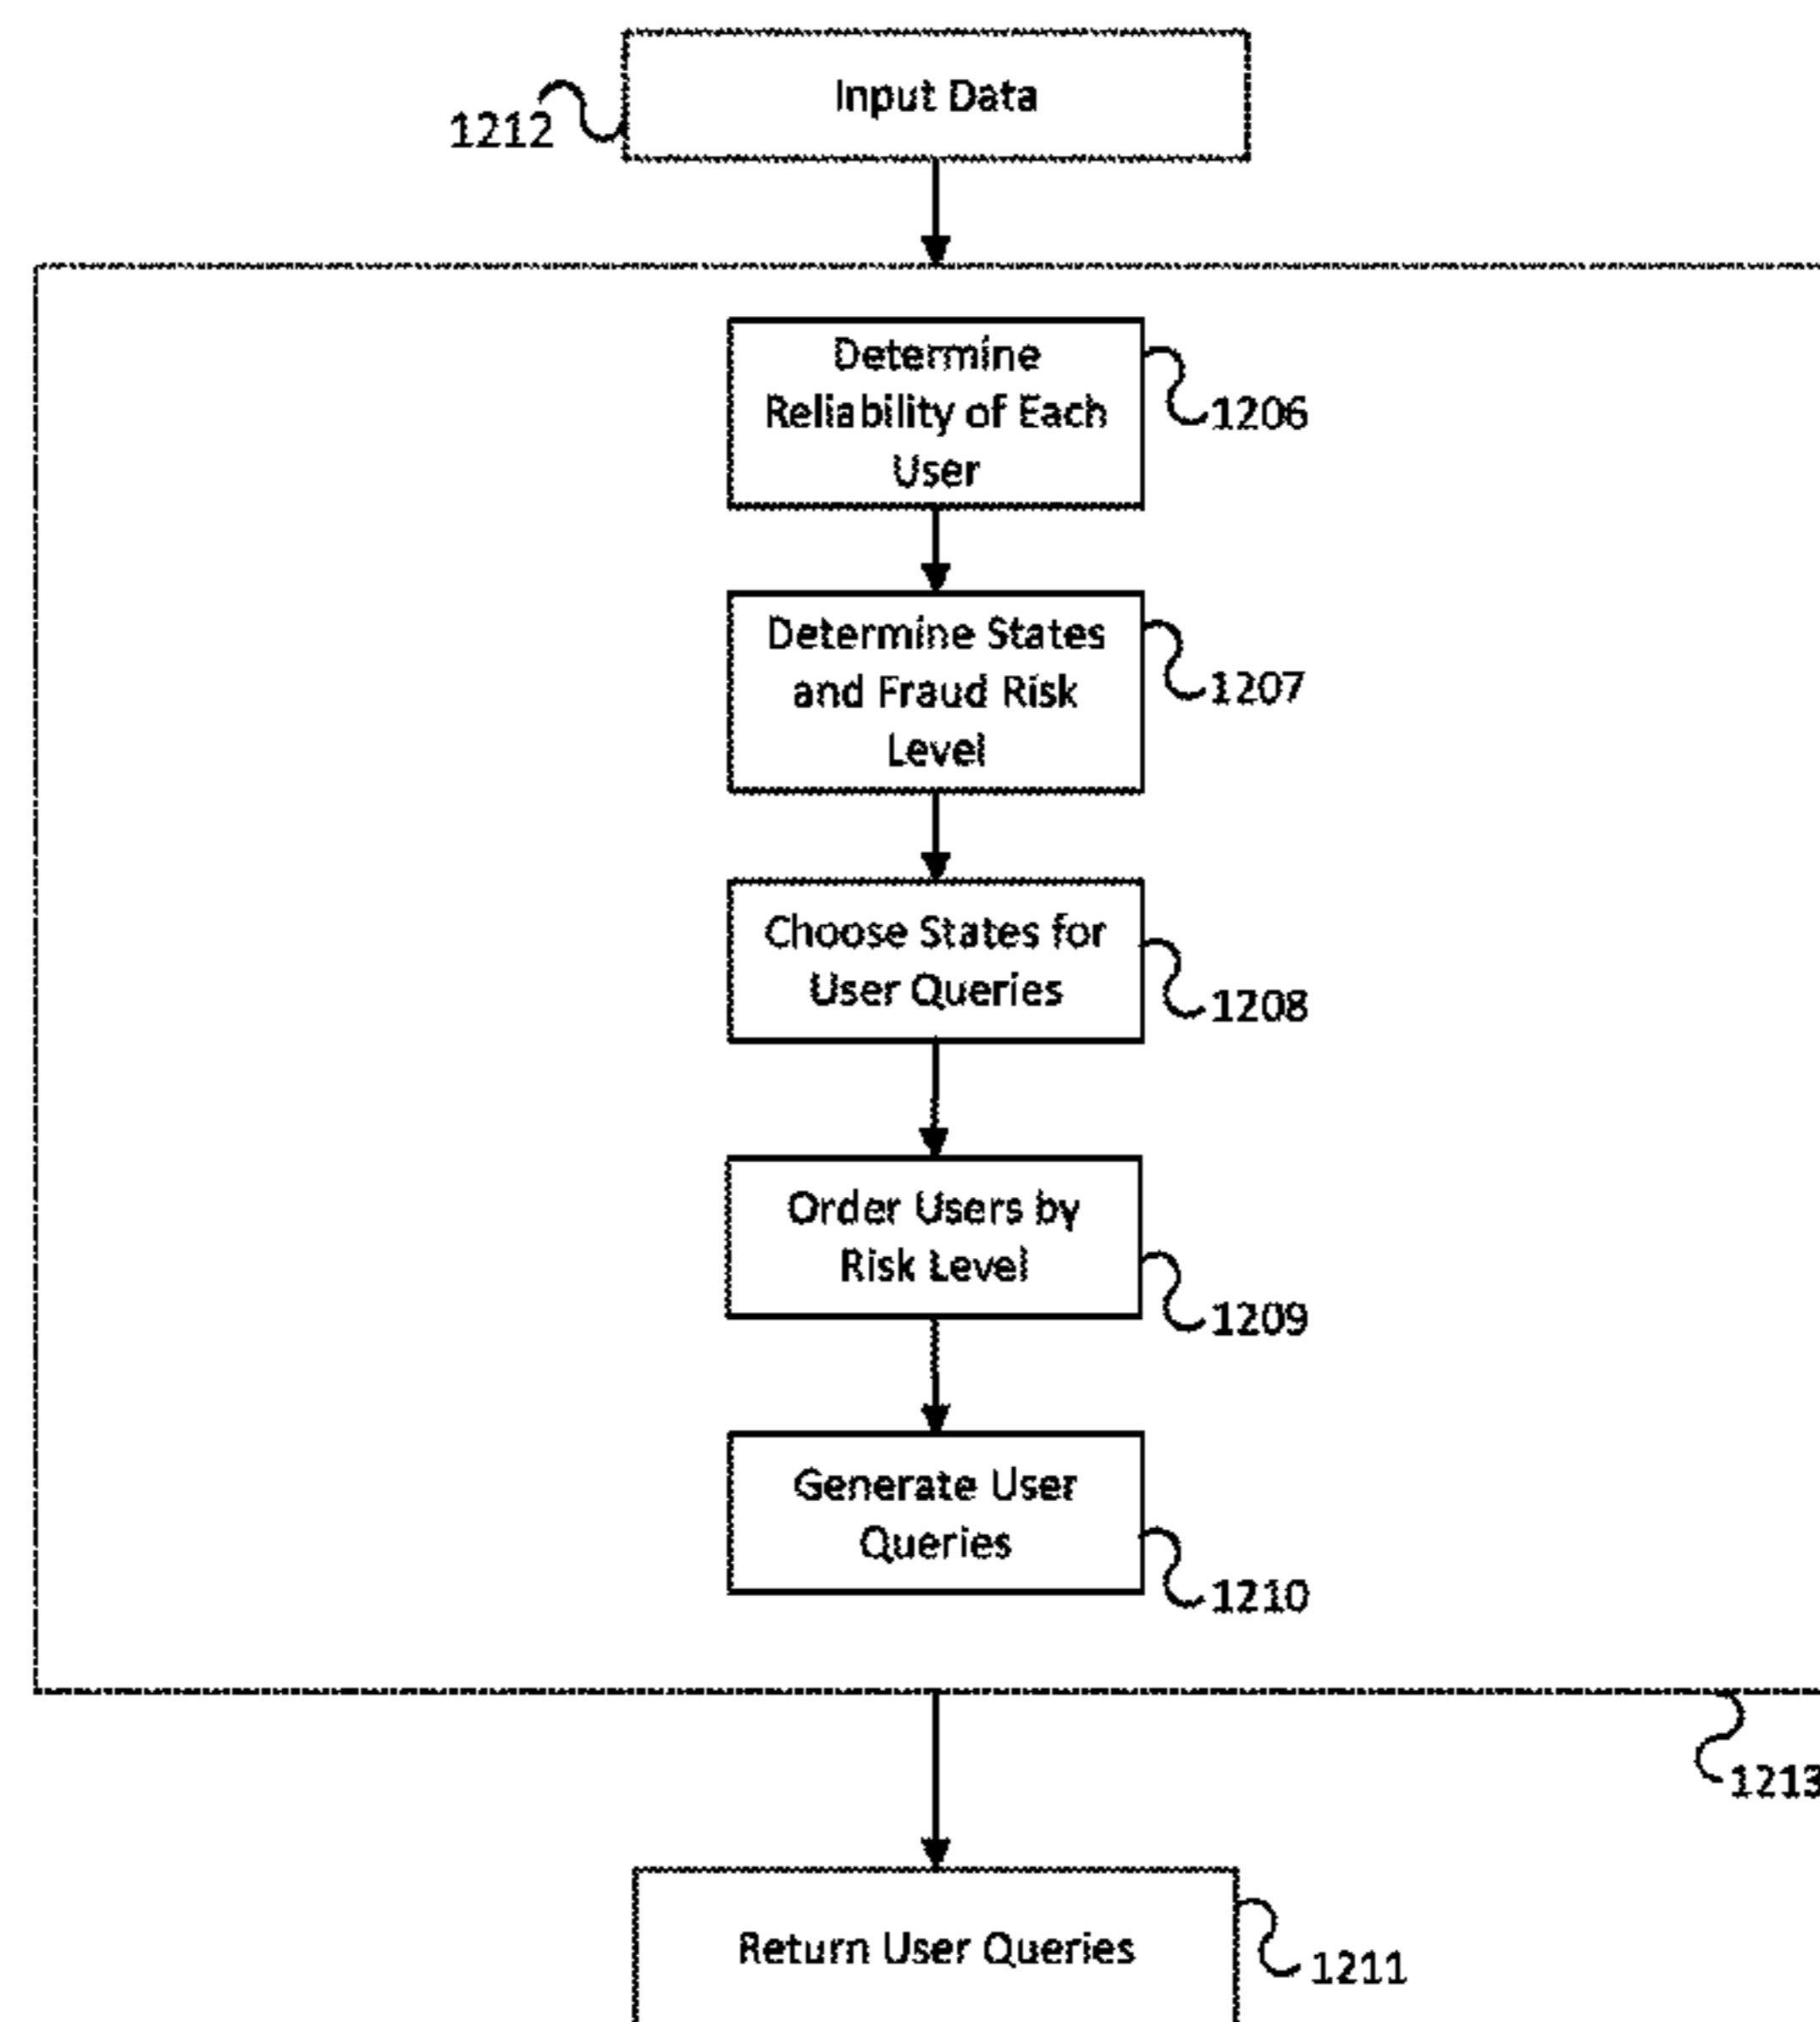 Input Data
1212
Determine
Reliability of Each
User
1206
Determine States
and Fraud Risk
Level
1207
Choose States for
User Queries
1208
Order Users by
Risk Level
1209
Generate User
Queries
1210
1213
Return User Queries
1211